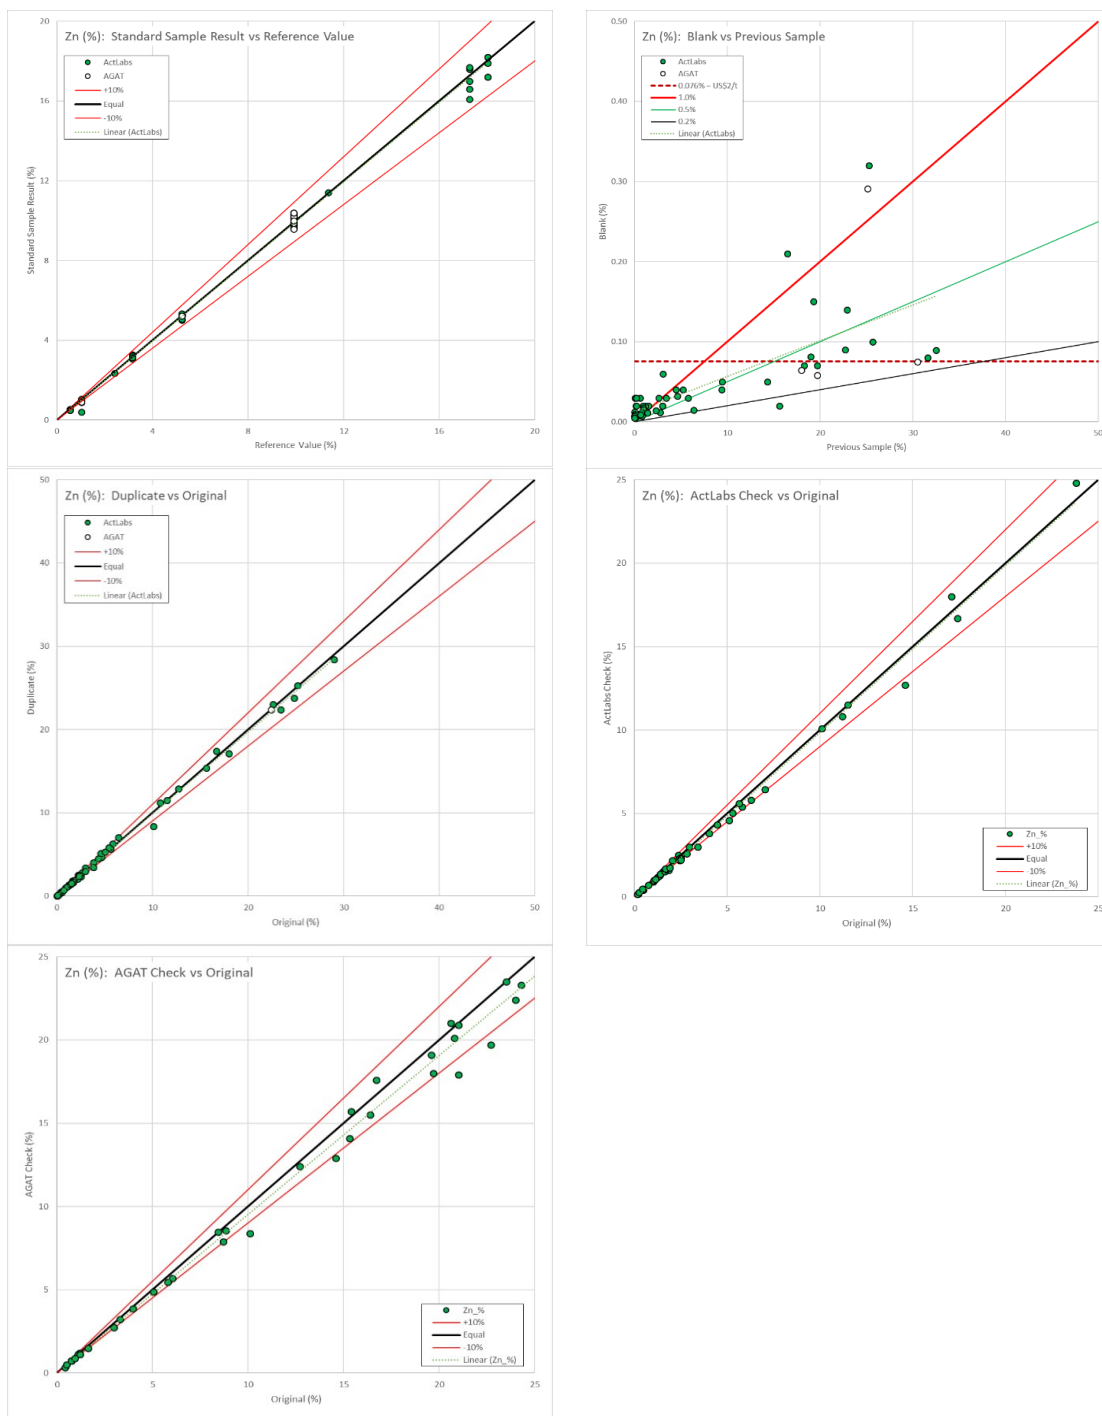 Zn (%): Standard Sample Result vs Reference Value
ActLabs
AGAT
+10%
Equal
-10%
Linear (ActLabs)
Standard Sample Result (%)
20
16
12
8
4
0
0 4 8 12 16 20
Reference Value (%)
Zn (%): Blank vs Previous Sample
ActLabs
AGAT
0.076% – US$2/t
1.0%
0.5%
0.2%
Linear (ActLabs)
Blank (%)
0.50
0.40
0.30
0.20
0.10
0.00
0 10 20 30 40 50
Previous Sample (%)
Zn (%): Duplicate vs Original
ActLabs
AGAT
+10%
Equal
-10%
Linear (ActLabs)
Duplicate (%)
50
40
30
20
10
0
0 10 20 30 40 50
Original (%)
Zn (%): ActLabs Check vs Original
ActLabs Check (%)
25
20
15
10
5
0
Zn_%
+10%
Equal
-10%
Linear (Zn_%)
0 5 10 15 20 25
Original (%)
Zn (%): AGAT Check vs Original
AGAT Check (%)
25
20
15
10
5
0
Zn_%
+10%
Equal
-10%
Linear (Zn_%)
0 5 10 15 20 25
Original (%)